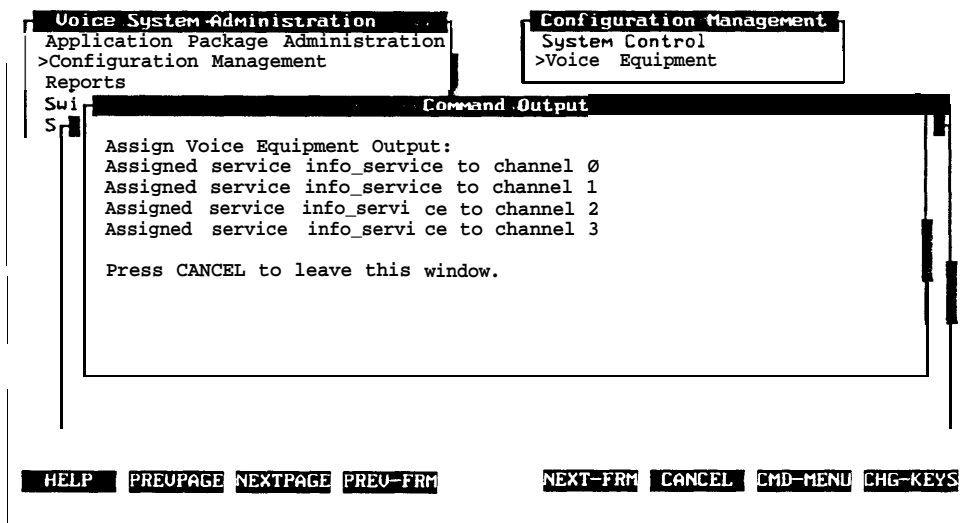 Voice System Administration
Application Package Administration
>Configuration Management
Reports
Swi
S
Configuration Management
System Control
>Voice Equipment
Command Output
Assign Voice Equipment Output:
Assigned service info_service to channel Ø
Assigned service info_service to channel 1
Assigned service info_servi ce to channel 2
Assigned service info_servi ce to channel 3
Press CANCEL to leave this window.
HELP PREVPAGE NEXTPAGE PREV-FRM NEXT-FRM CANCEL CMD-MENU CHG-KEYS